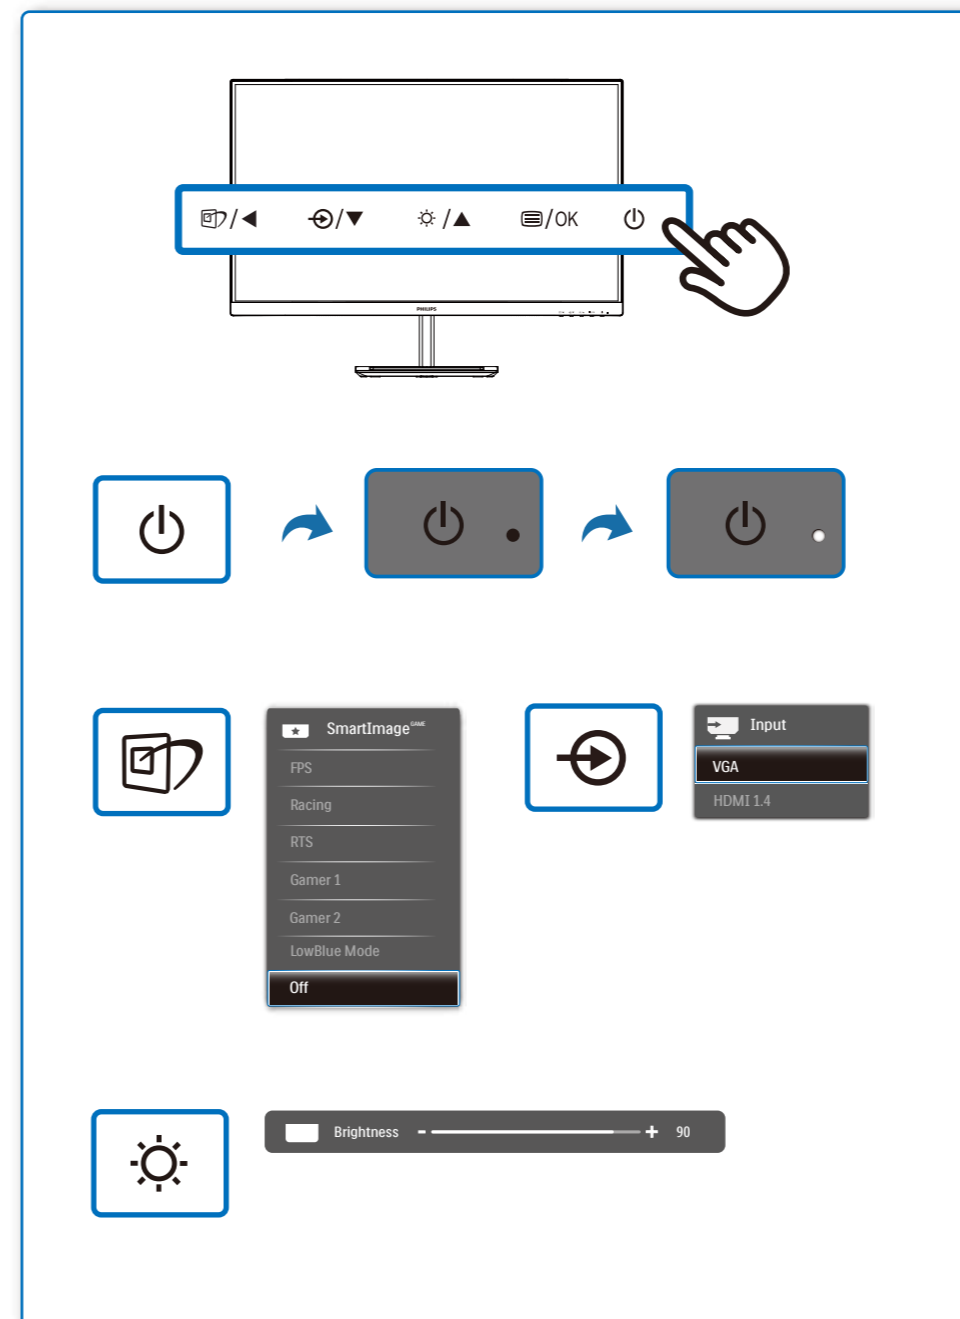 /◀ /▼ /▲ /OK
PHILIPS
SmartImage GAME
FPS
Racing
RTS
Gamer 1
Gamer 2
LowBlue Mode
Off
Input
VGA
HDMI 1.4
Brightness - + 90